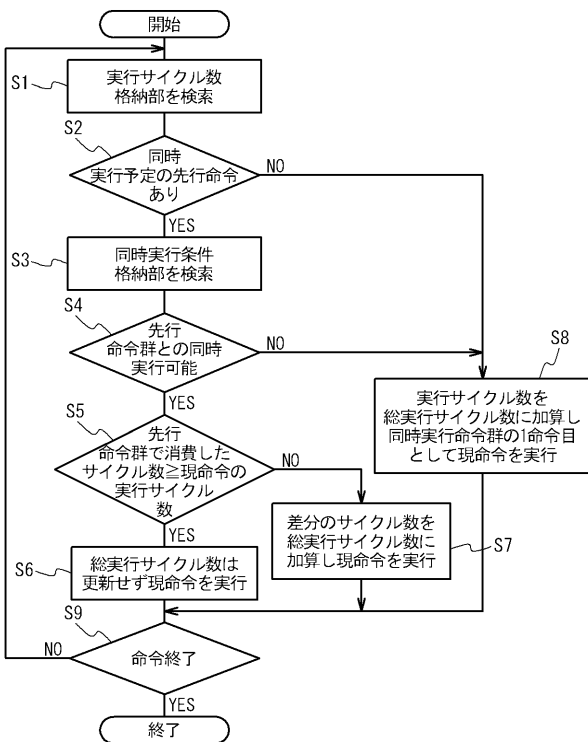 開始
S1
実行サイクル数
格納部を検索
S2
同時
実行予定の先行命令
あり
NO
YES
S3
同時実行条件
格納部を検索
S4
先行
命令群との同時
実行可能
NO
YES
S8
実行サイクル数を
総実行サイクル数に加算し
同時実行命令群の1命令目
として現命令を実行
S5
先行
命令群で消費した
サイクル数≧現命令の
実行サイクル
数
NO
YES
S7
差分のサイクル数を
総実行サイクル数に
加算し現命令を実行
S6
総実行サイクル数は
更新せず現命令を実行
S9
命令終了
NO
YES
終了